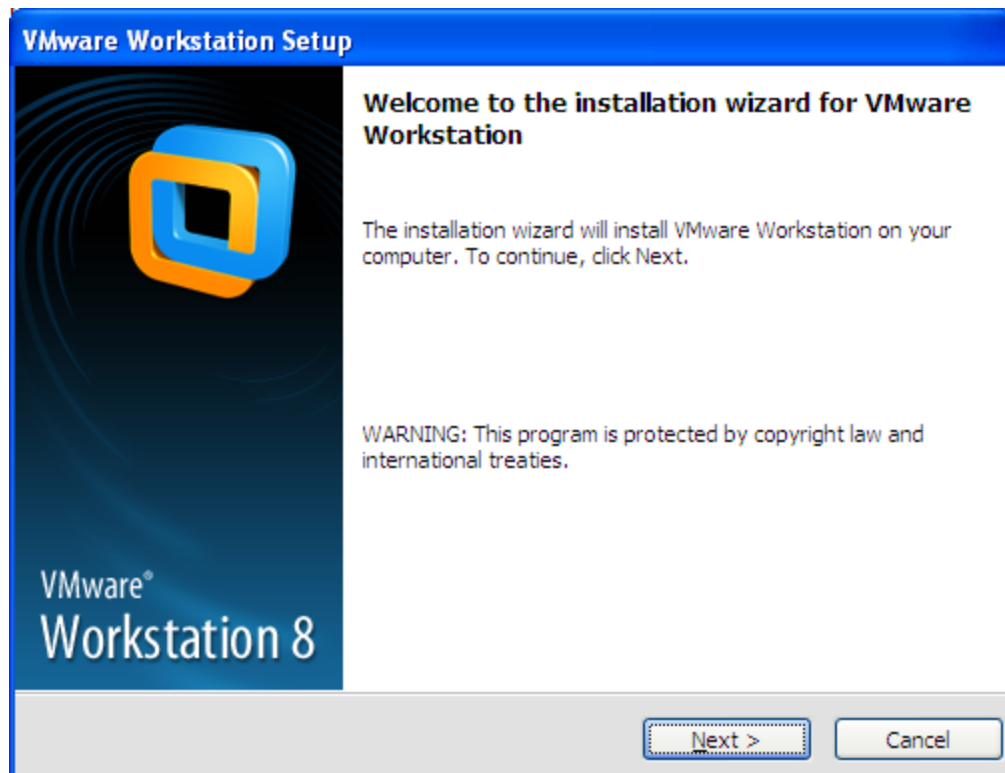 VMware Workstation Setup
Welcome to the installation wizard for VMware
Workstation
The installation wizard will install VMware Workstation on your
computer. To continue, click Next.
WARNING: This program is protected by copyright law and
international treaties.
VMware®
Workstation 8
Next >
Cancel